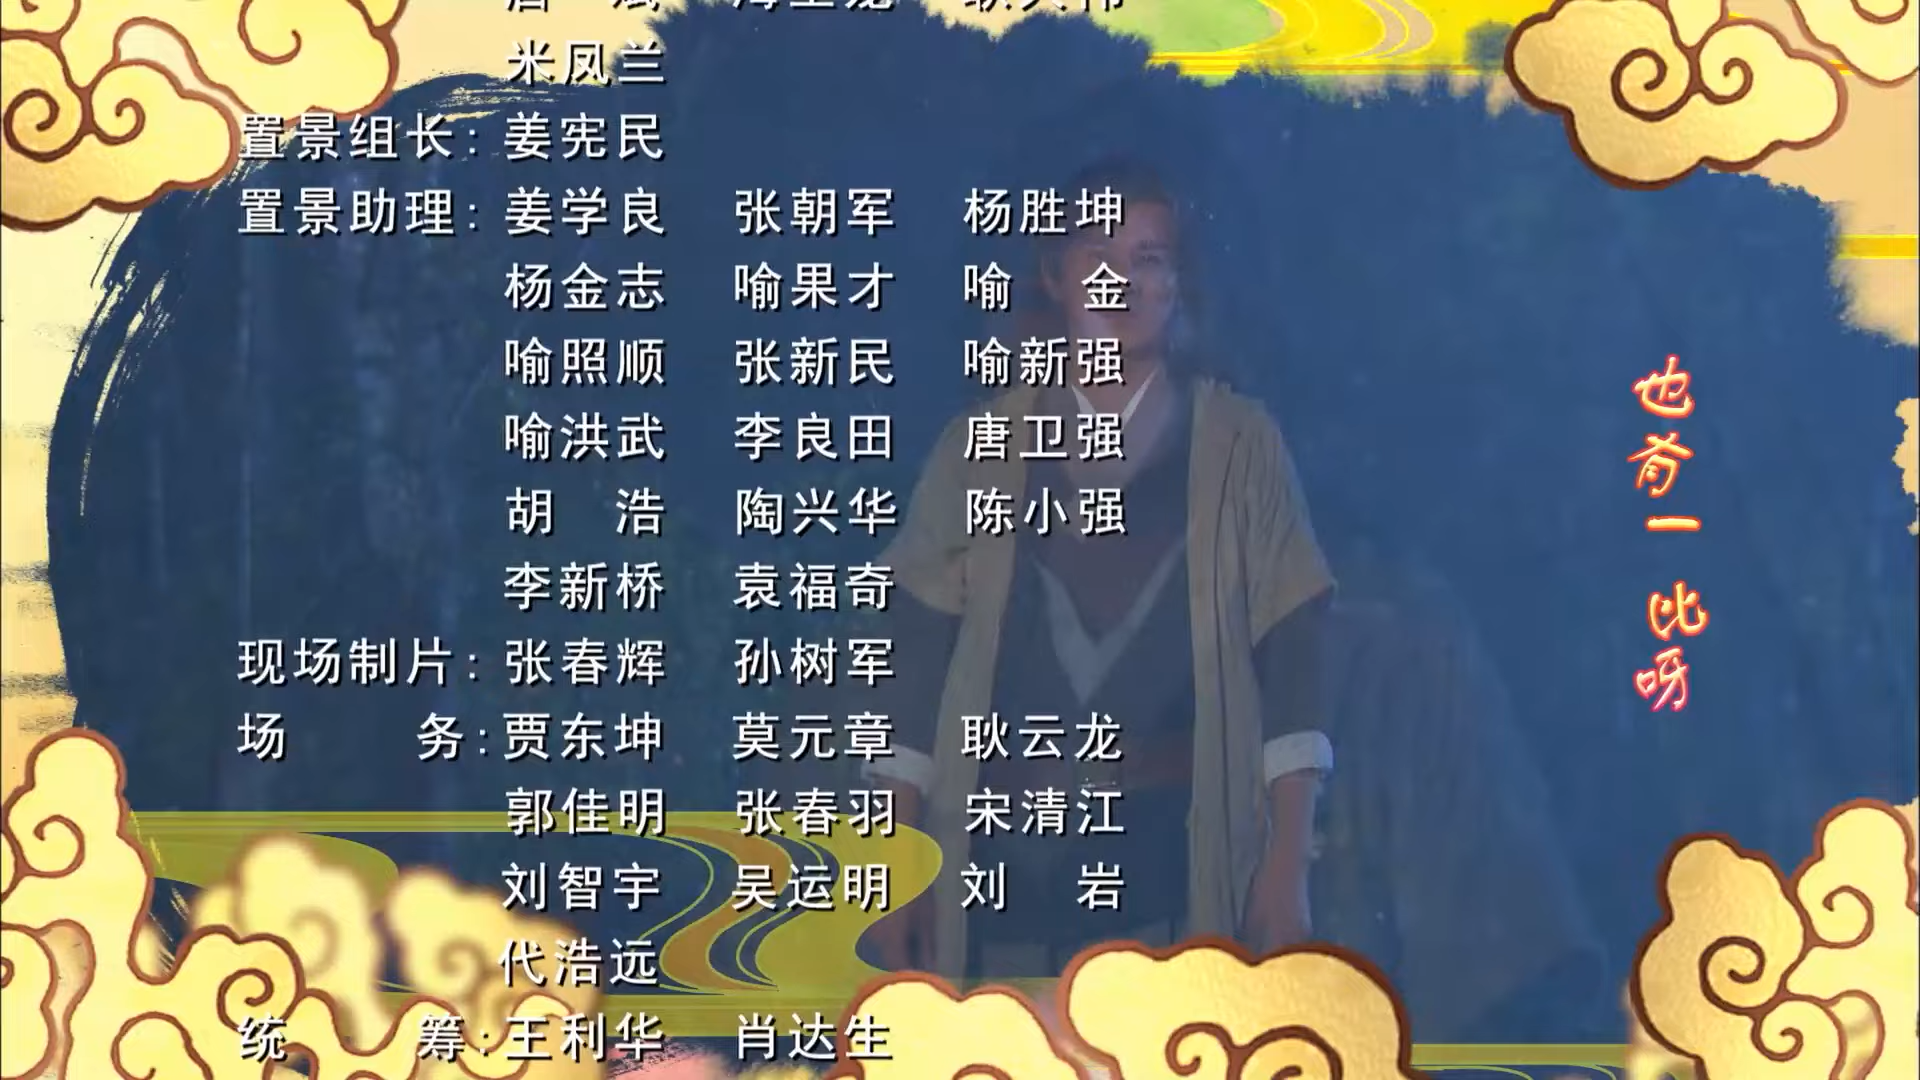 米凤兰
置景组长:姜宪民
置景助理:姜学良 张朝军 杨胜坤
杨金志 喻果才 喻 金
喻照顺 张新民 喻新强
喻洪武 李良田 唐卫强
胡 浩 陶兴华 陈小强
李新桥 袁福奇
现场制片:张春辉 孙树军
场 务:贾东坤 莫元章 耿云龙
郭佳明 张春羽 宋清江
刘智宇 吴运明 刘 岩
代浩远
统 筹:王利华 肖达生
也有一比呀